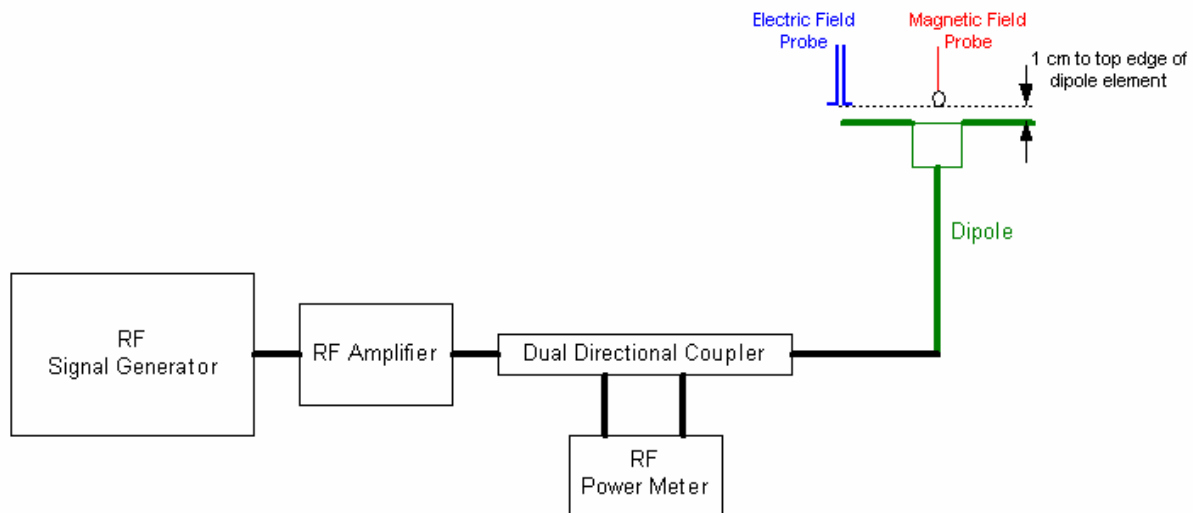 Electric Field
Probe
Magnetic Field
Probe
1 cm to top edge of
dipole element
Dipole
RF
Signal Generator
RF Amplifier
Dual Directional Coupler
RF
Power Meter